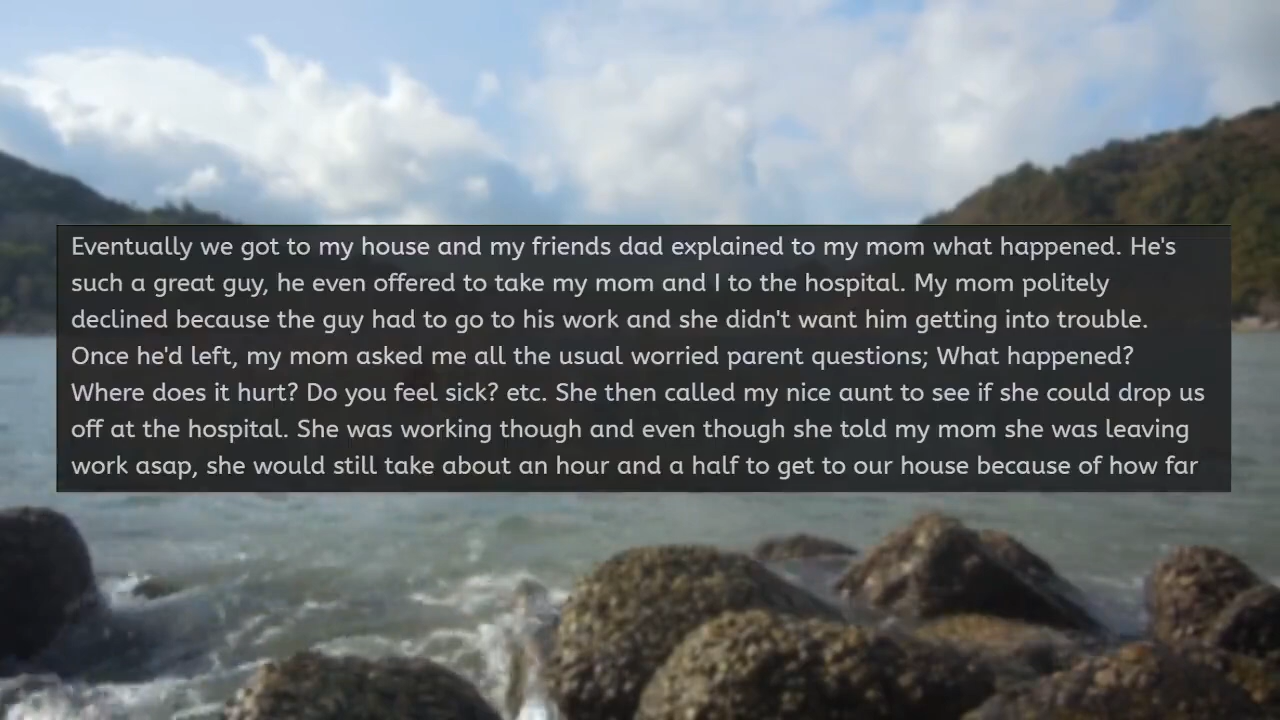 Eventually we got to my house and my friends dad explained to my mom what happened. He's
such a great guy, he even offered to take my mom and I to the hospital. My mom politely
declined because the guy had to go to his work and she didn't want him getting into trouble.
Once he'd left, my mom asked me all the usual worried parent questions; What happened?
Where does it hurt? Do you feel sick? etc. She then called my nice aunt to see if she could drop us
off at the hospital. She was working though and even though she told my mom she was leaving
work asap, she would still take about an hour and a half to get to our house because of how far